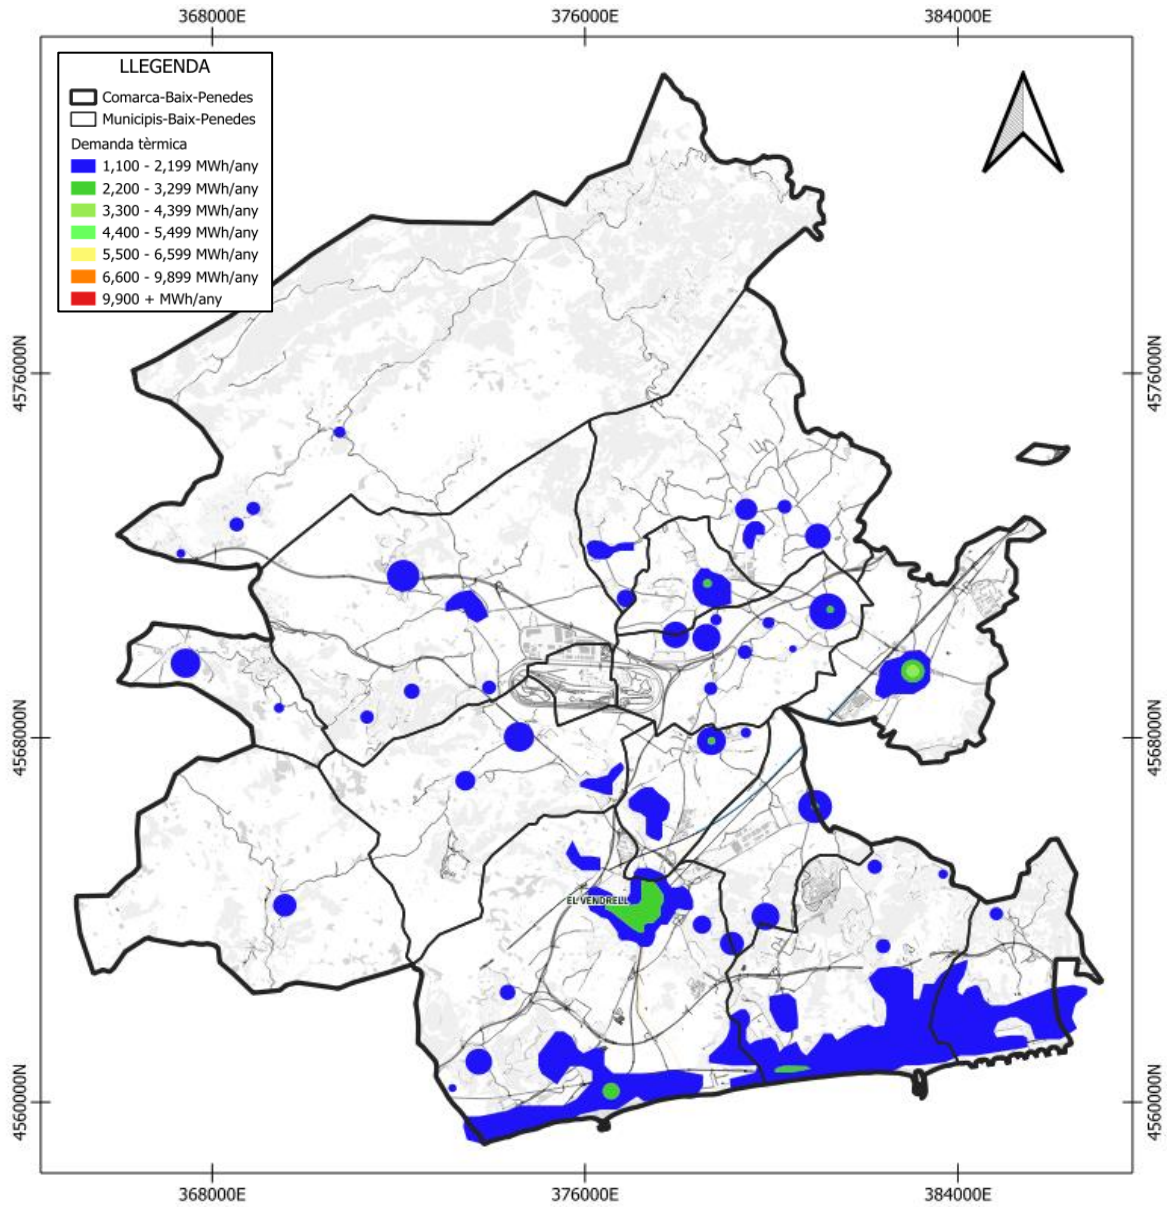 368000E
376000E
384000E
LLEGENDA
Comarca-Baix-Penedes
Municipis-Baix-Penedes
Demanda tèrmica
1,100 - 2,199 MWh/any
2,200 - 3,299 MWh/any
3,300 - 4,399 MWh/any
4,400 - 5,499 MWh/any
5,500 - 6,599 MWh/any
6,600 - 9,899 MWh/any
9,900 + MWh/any
4576000N
4576000N
4568000N
4568000N
EL VENDRELL
4560000N
4560000N
368000E
376000E
384000E